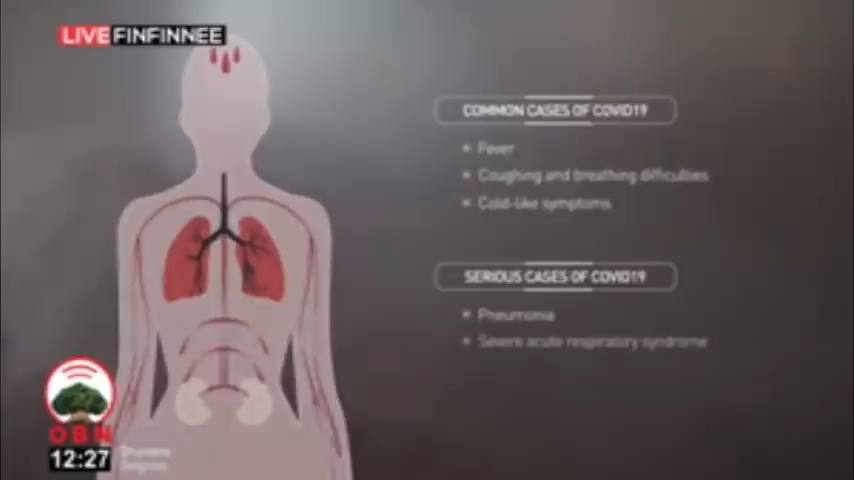 LIVE FINFINNEE
COMMON CASES OF COVID19
Fever
Coughing and breathing difficulties
Cold-like symptoms
SERIOUS CASES OF COVID19
Pneumonia
Severe acute respiratory syndrome
OBN
12:27